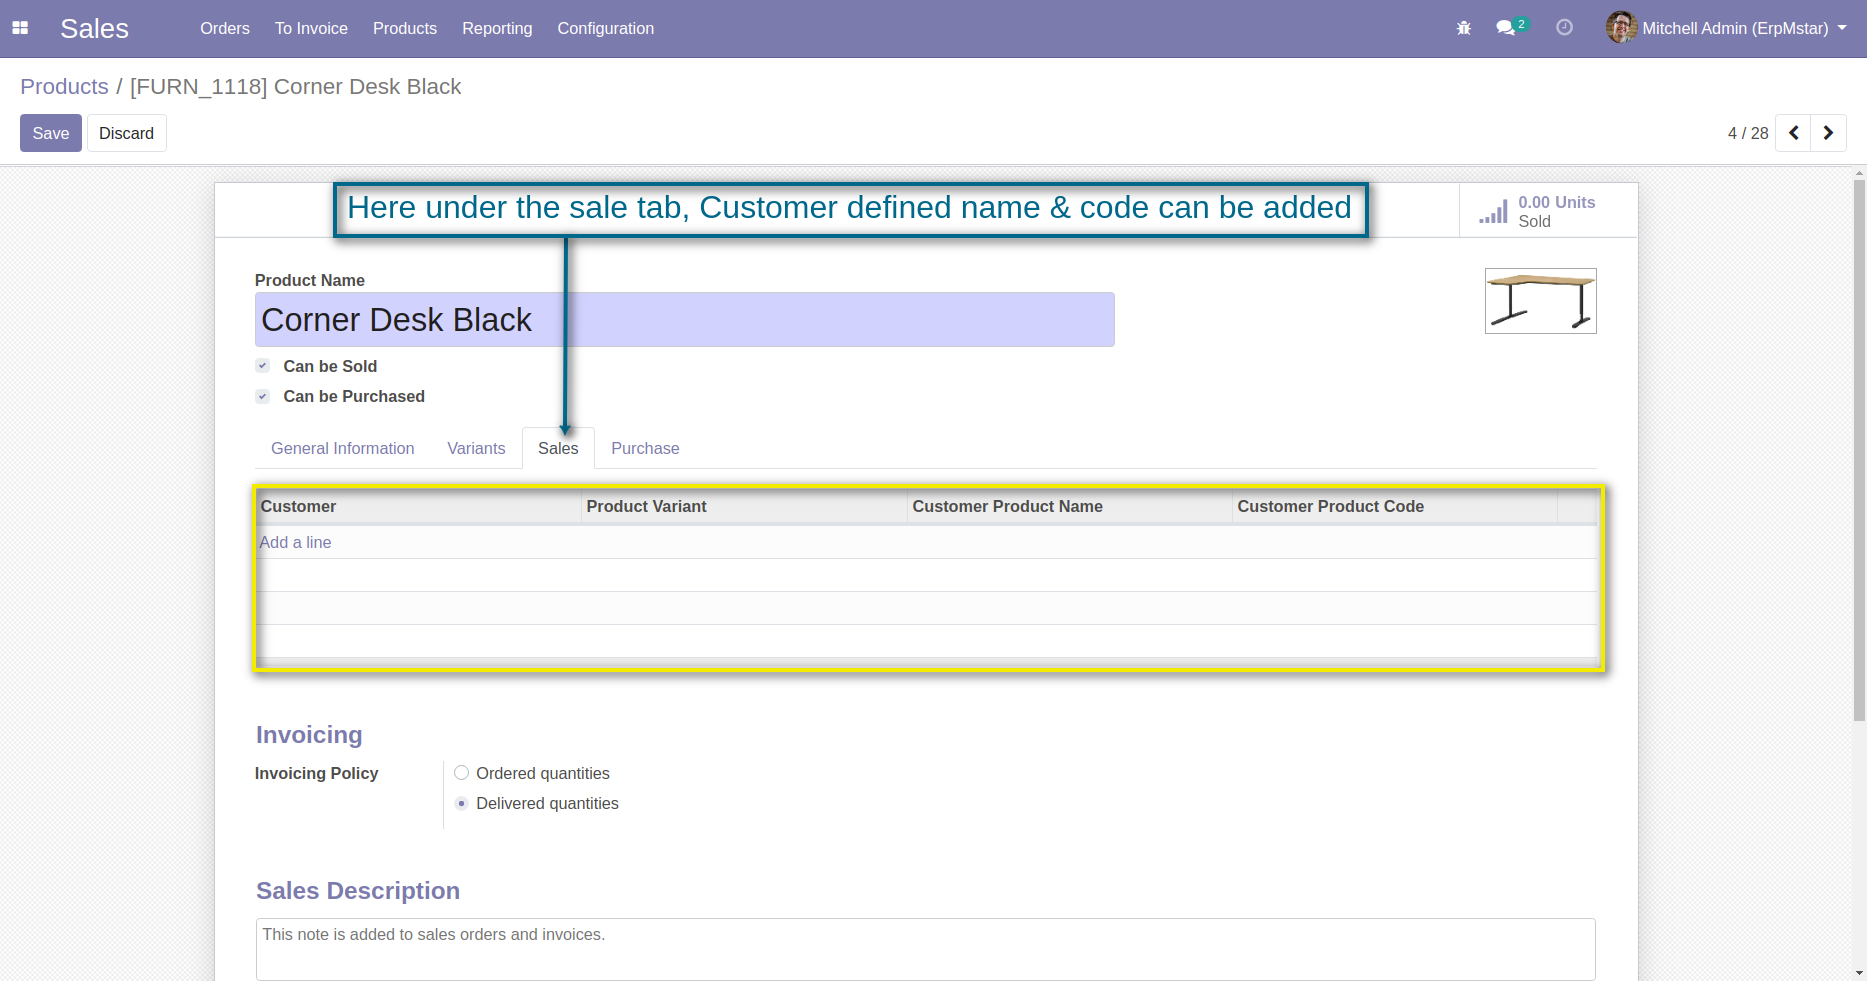 Sales Orders To Invoice Products Reporting Configuration 2 Mitchell Admin (ErpMstar)
Products / [FURN_1118] Corner Desk Black
Save Discard 4 / 28
Here under the sale tab, Customer defined name & code can be added
0.00 Units
Sold
Product Name
Corner Desk Black
Can be Sold
Can be Purchased
General Information Variants Sales Purchase
Customer Product Variant Customer Product Name Customer Product Code
Add a line
Invoicing
Invoicing Policy Ordered quantities
Delivered quantities
Sales Description
This note is added to sales orders and invoices.